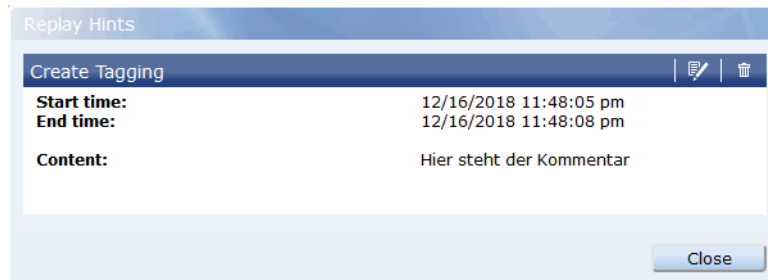 Replay Hints
Create Tagging
Start time: 12/16/2018 11:48:05 pm
End time: 12/16/2018 11:48:08 pm
Content: Hier steht der Kommentar
Close